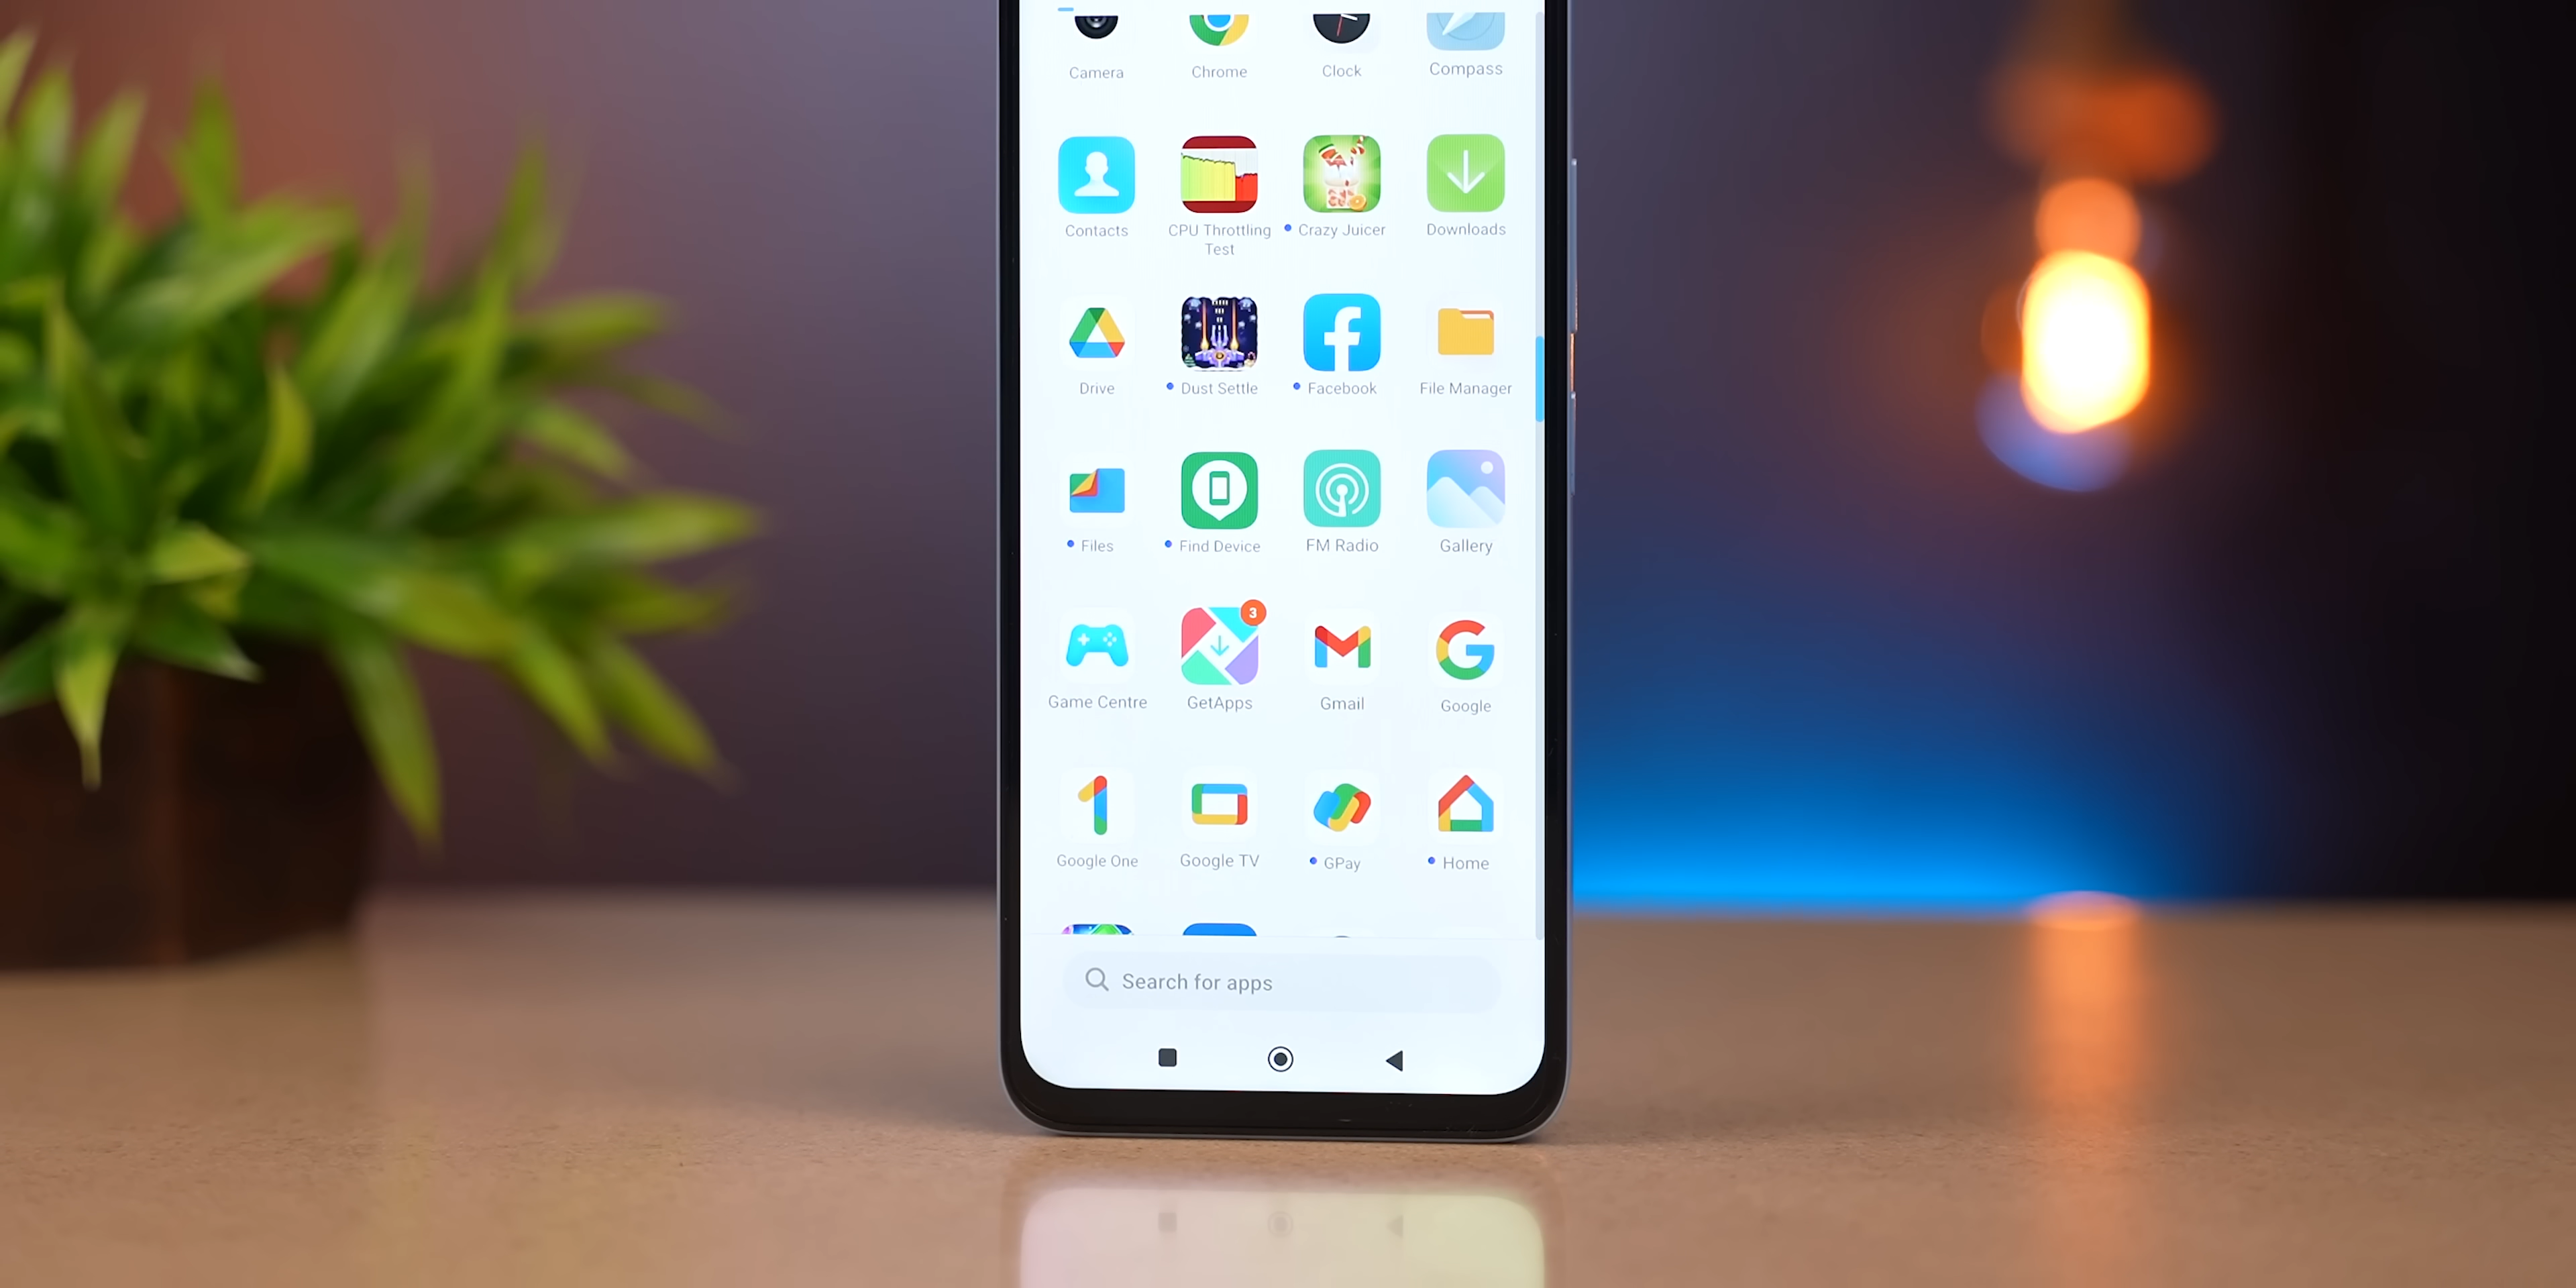 Camera
Chrome
Clock
Compass
Contacts
CPU Throttling
Test
Crazy Juicer
Downloads
Drive
Dust Settle
Facebook
File Manager
Files
Find Device
FM Radio
Gallery
3
Game Centre
GetApps
Gmail
Google
Google One
Google TV
GPay
Home
Search for apps